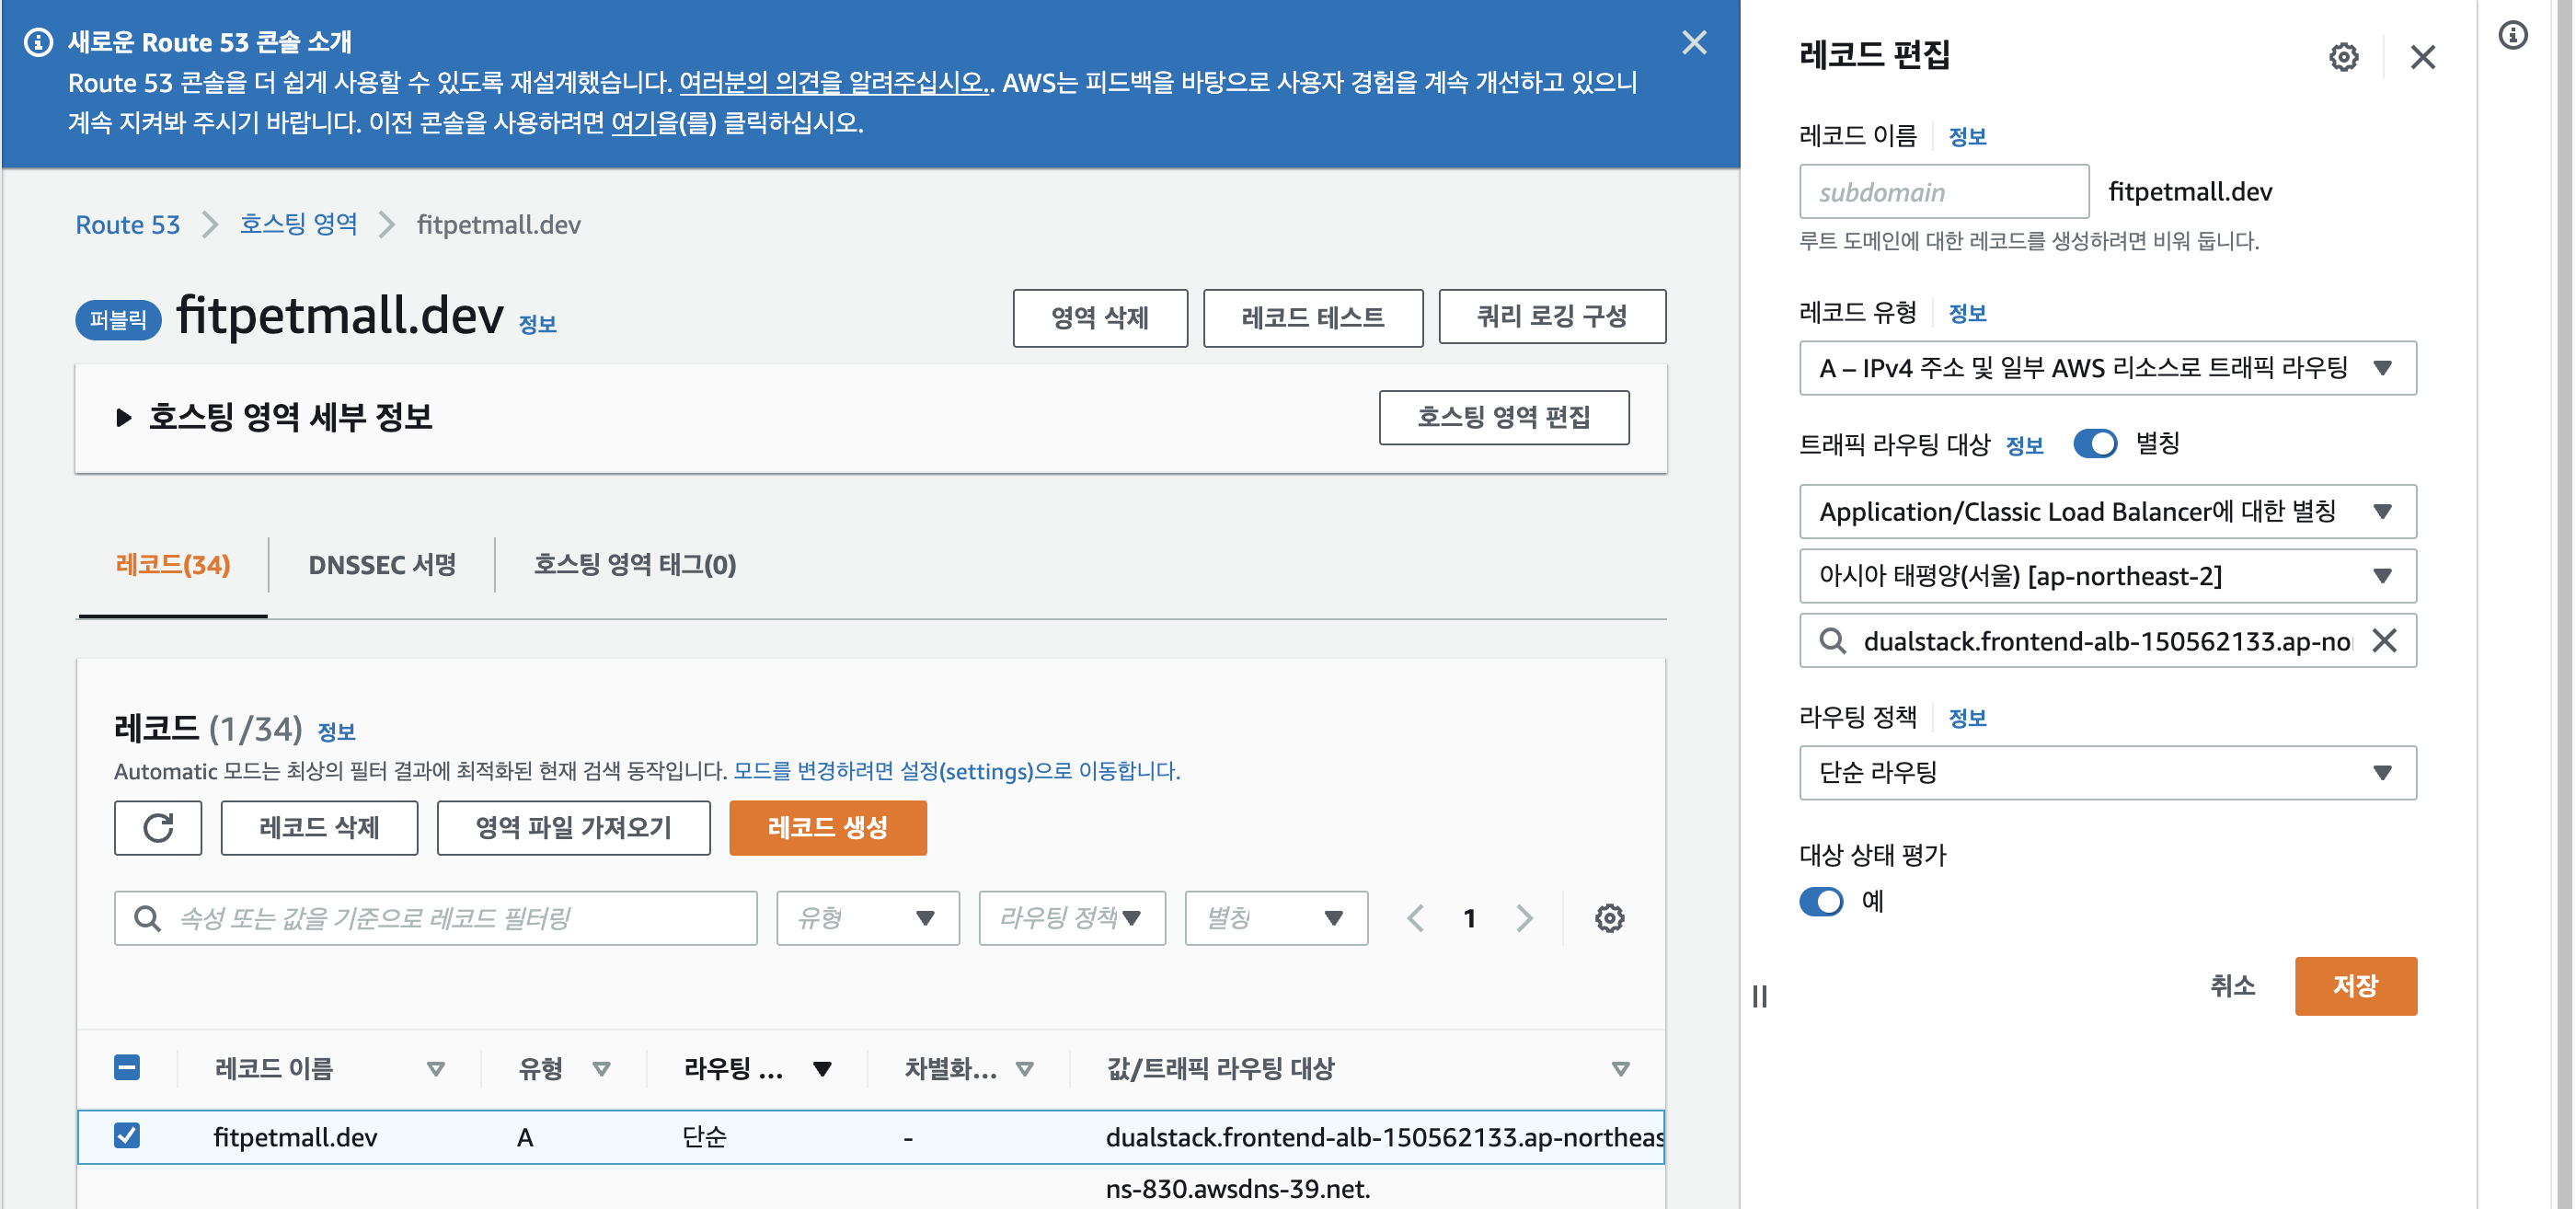 새로운 Route 53 콘솔 소개
Route 53 콘솔을 더 쉽게 사용할 수 있도록 재설계했습니다. 여러분의 의견을 알려주십시오.. AWS는 피드백을 바탕으로 사용자 경험을 계속 개선하고 있으니
계속 지켜봐 주시기 바랍니다. 이전 콘솔을 사용하려면 여기을(를) 클릭하십시오.
Route 53 호스팅 영역 fitpetmall.dev
퍼블릭 fitpetmall.dev 정보
영역 삭제 레코드 테스트 쿼리 로깅 구성
호스팅 영역 세부 정보 호스팅 영역 편집
레코드(34) DNSSEC 서명 호스팅 영역 태그(0)
레코드 (1/34) 정보
Automatic 모드는 최상의 필터 결과에 최적화된 현재 검색 동작입니다. 모드를 변경하려면 설정(settings)으로 이동합니다.
레코드 삭제 영역 파일 가져오기 레코드 생성
속성 또는 값을 기준으로 레코드 필터링 유형 라우팅 정책 별칭 1
레코드 이름 유형 라우팅 ... 차별화... 값/트래픽 라우팅 대상
fitpetmall.dev A 단순 - dualstack.frontend-alb-150562133.ap-northeas
ns-830.awsdns-39.net.
레코드 편집
레코드 이름 정보
subdomain fitpetmall.dev
루트 도메인에 대한 레코드를 생성하려면 비워 둡니다.
레코드 유형 정보
A – IPv4 주소 및 일부 AWS 리소스로 트래픽 라우팅
트래픽 라우팅 대상 정보 별칭
Application/Classic Load Balancer에 대한 별칭
아시아 태평양(서울) [ap-northeast-2]
dualstack.frontend-alb-150562133.ap-no
라우팅 정책 정보
단순 라우팅
대상 상태 평가
예
취소 저장